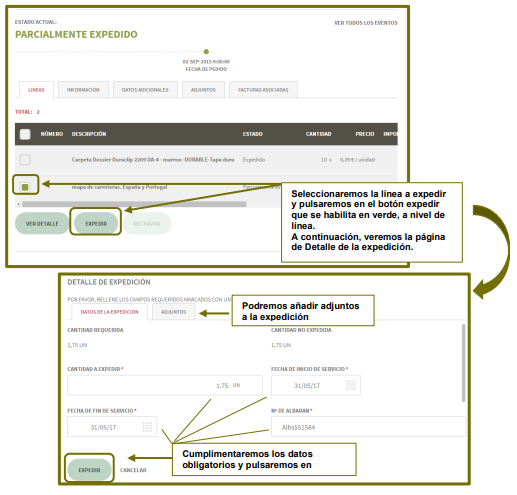 ESTADO ACTUAL:
VER TODOS LOS EVENTOS
PARCIALMENTE EXPEDIDO
02-SEP-2015 0:00:00
FECHA DE PEDIDO
LÍNEAS
INFORMACIÓN
DATOS ADICIONALES
ADJUNTOS
FACTURAS ASOCIADAS
TOTAL: 2
NÚMERO DESCRIPCIÓN ESTADO CANTIDAD PRECIO IMPO
Carpeta Dossier Duraclip 2209 DA-4 - marron -DURABLE-Tapa dura Expedido 10 x 0,39 € / unidad
mapa de carreteras. España y Portugal
VER DETALLE
EXPEDIR
RECHAZAR
Seleccionaremos la línea a expedir
y pulsaremos en el botón expedir
que se habilita en verde, a nivel de
línea.
A continuación, veremos la página
de Detalle de la expedición.
DETALLE DE EXPEDICIÓN
POR FAVOR, RELLENE LOS CAMPOS REQUERIDOS MARCADOS CON UN
DATOS DE LA EXPEDICIÓN
ADJUNTOS
Podremos añadir adjuntos
a la expedición
CANTIDAD REQUERIDA
CANTIDAD NO EXPEDIDA
1,75 UN
1,75 UN
CANTIDAD A EXPEDIR *
FECHA DE INICIO DE SERVICIO *
1,75 UN
31/05/17
FECHA DE FIN DE SERVICIO *
Nº DE ALBARAN *
31/05/17
Albs551584
Cumplimentaremos los datos
obligatorios y pulsaremos en
EXPEDIR
CANCELAR